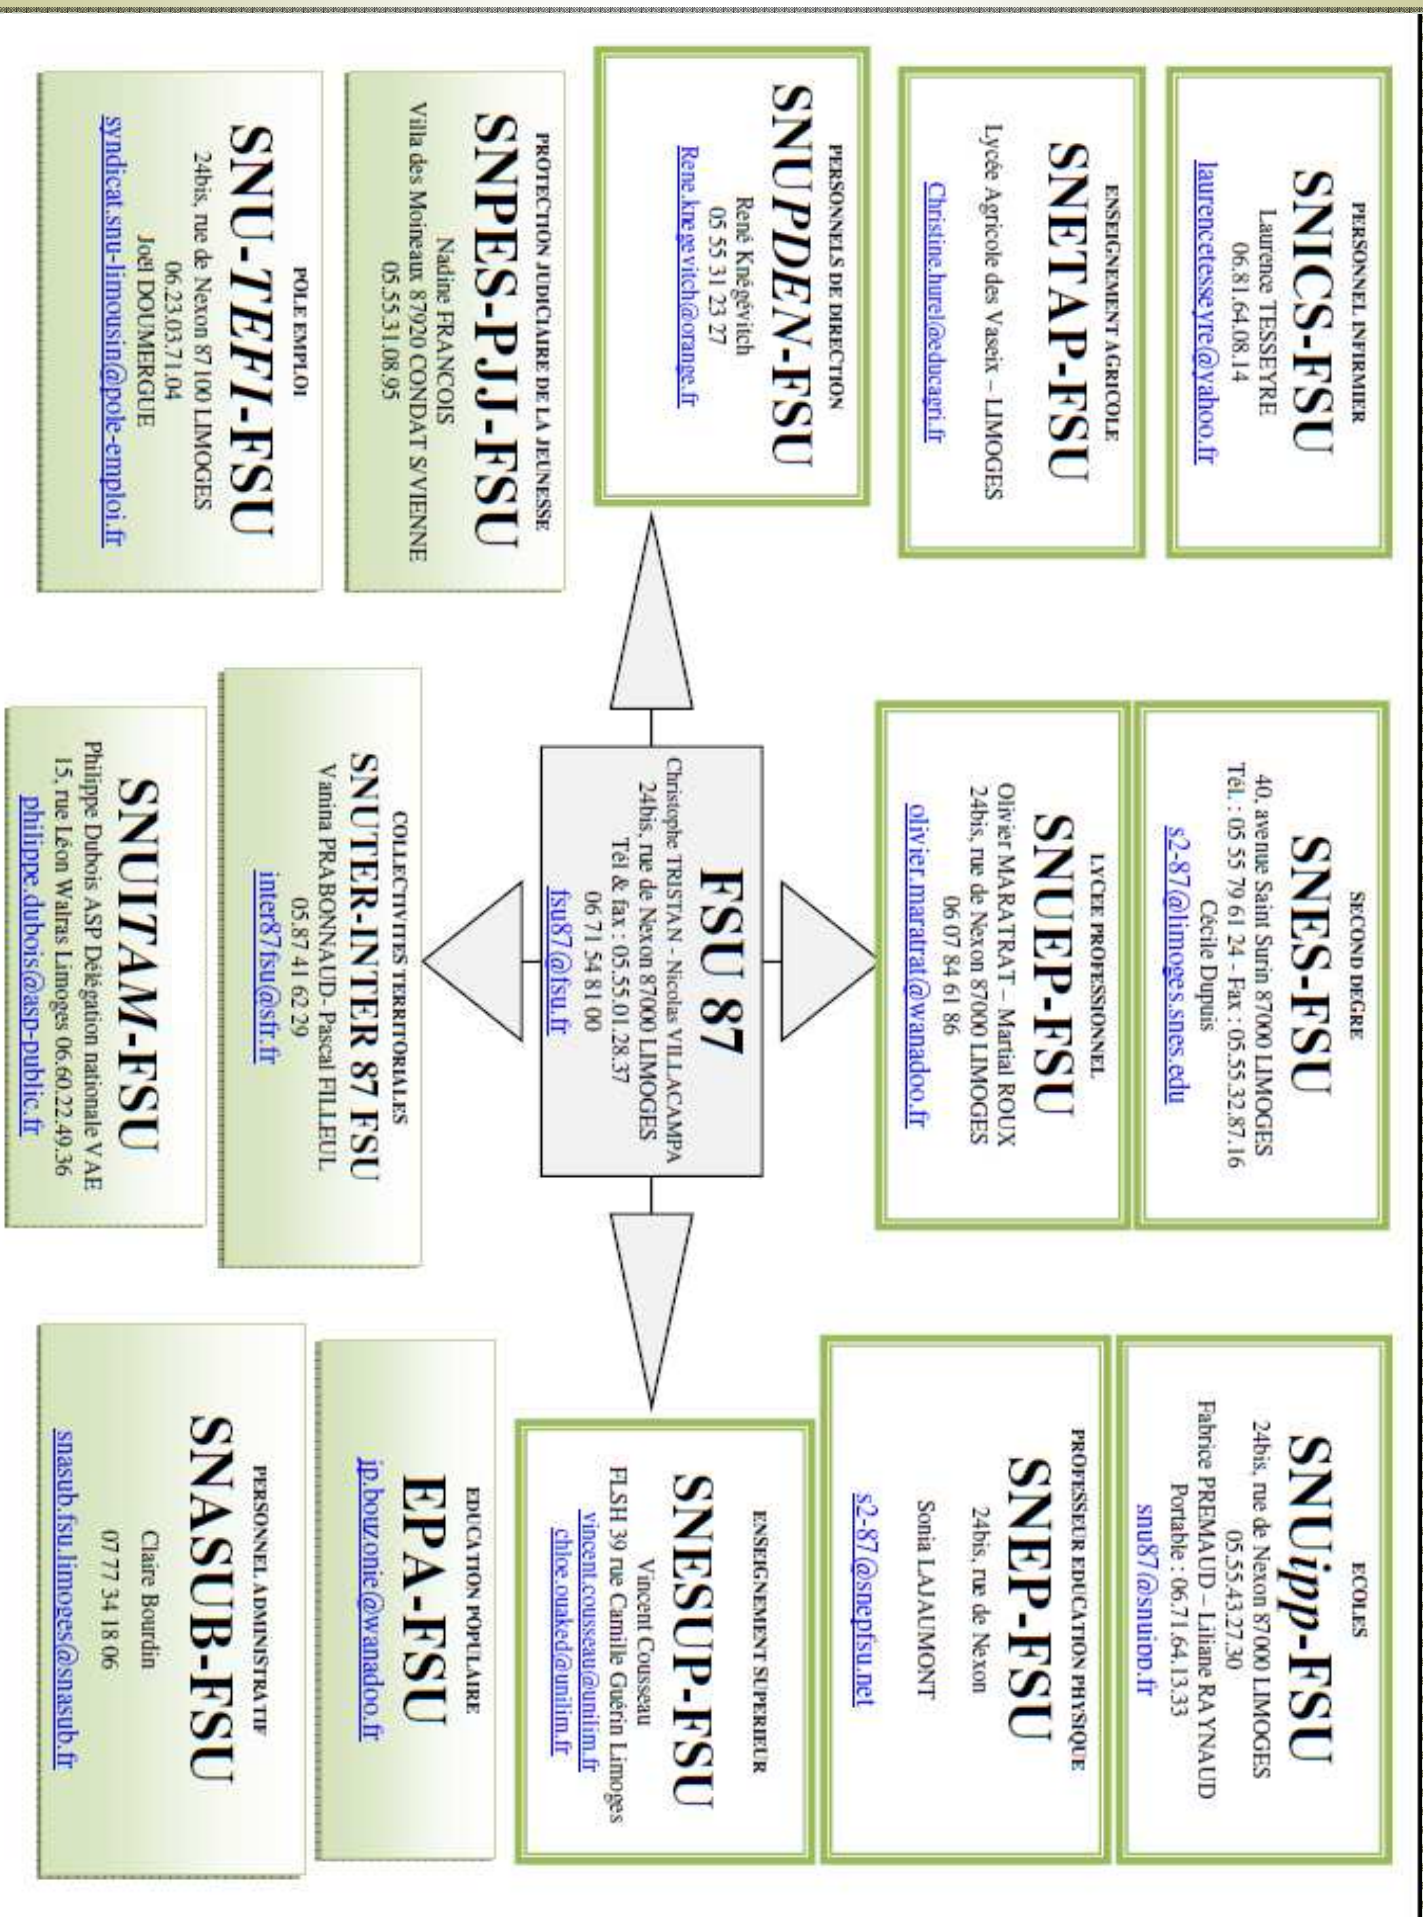 PERSONNEL INFIRMIER
SNICS-FSU
Laurence TESSEYRE
06.81.64.08.14
laurencetesseyre@yahoo.fr
ENSEIGNEMENT AGRICOLE
SNETAP-FSU
Lycée Agricole des Vaseix – LIMOGES
Christine.hurel@educagri.fr
PERSONNELS DE DIRECTION
SNUPDEN-FSU
René Knégévitch
05 55 31 23 27
Rene.knegevitch@orange.fr
PROTECTION JUDICIAIRE DE LA JEUNESSE
SNPES-PJJ-FSU
Nadine FRANCOIS
Villa des Moineaux 87920 CONDAT S/VIENNE
05.55.31.08.95
POLE EMPLOI
SNU-TEFI-FSU
24bis, rue de Nexon 87100 LIMOGES
06.23.03.71.04
Joël DOUMERGUE
syndicat.snu-limousin@pole-emploi.fr
SECOND DEGRE
SNES-FSU
40, avenue Saint Surin 87000 LIMOGES
Tél. : 05 55 79 61 24 - Fax : 05.55.32.87.16
Cécile Dupuis
s2-87@limoges.snes.edu
LYCEE PROFESSIONNEL
SNUEP-FSU
Olivier MARATRAT – Martial ROUX
24bis, rue de Nexon 87000 LIMOGES
06 07 84 61 86
olivier.maratrat@wanadoo.fr
FSU 87
Christophe TRISTAN - Nicolas VILLACAMPA
24bis, rue de Nexon 87000 LIMOGES
Tél & fax : 05.55.01.28.37
06 71 54 81 00
fsu87@fsu.fr
COLLECTIVITES TERRITORIALES
SNUTER-INTER 87 FSU
Vanina PRABONNAUD- Pascal FILLEUL
05.87 41 62 29
inter87fsu@sfr.fr
SNUITAM-FSU
Philippe Dubois ASP Délégation nationale VAE
15, rue Léon Walras Limoges 06.60.22.49.36
philippe.dubois@asp-public.fr
ECOLES
SNUipp-FSU
24bis, rue de Nexon 87000 LIMOGES
05.55.43.27.30
Fabrice PREMAUD – Liliane RAYNAUD
Portable : 06.71.64.13.33
snu87@snuipp.fr
PROFESSEUR EDUCATION PHYSIQUE
SNEP-FSU
24bis, rue de Nexon
Sonia LAJAUMONT
s2-87@snepfsu.net
ENSEIGNEMENT SUPERIEUR
SNESUP-FSU
Vincent Cousseau
FLSH 39 rue Camille Guérin Limoges
vincent.cousseau@unilim.fr
chloe.ouaked@unilim.fr
EDUCATION POPULAIRE
EPA-FSU
jp.bouzonie@wanadoo.fr
PERSONNEL ADMINISTRATIF
SNASUB-FSU
Claire Bourdin
07 77 34 18 06
snasub.fsu.limoges@snasub.fr